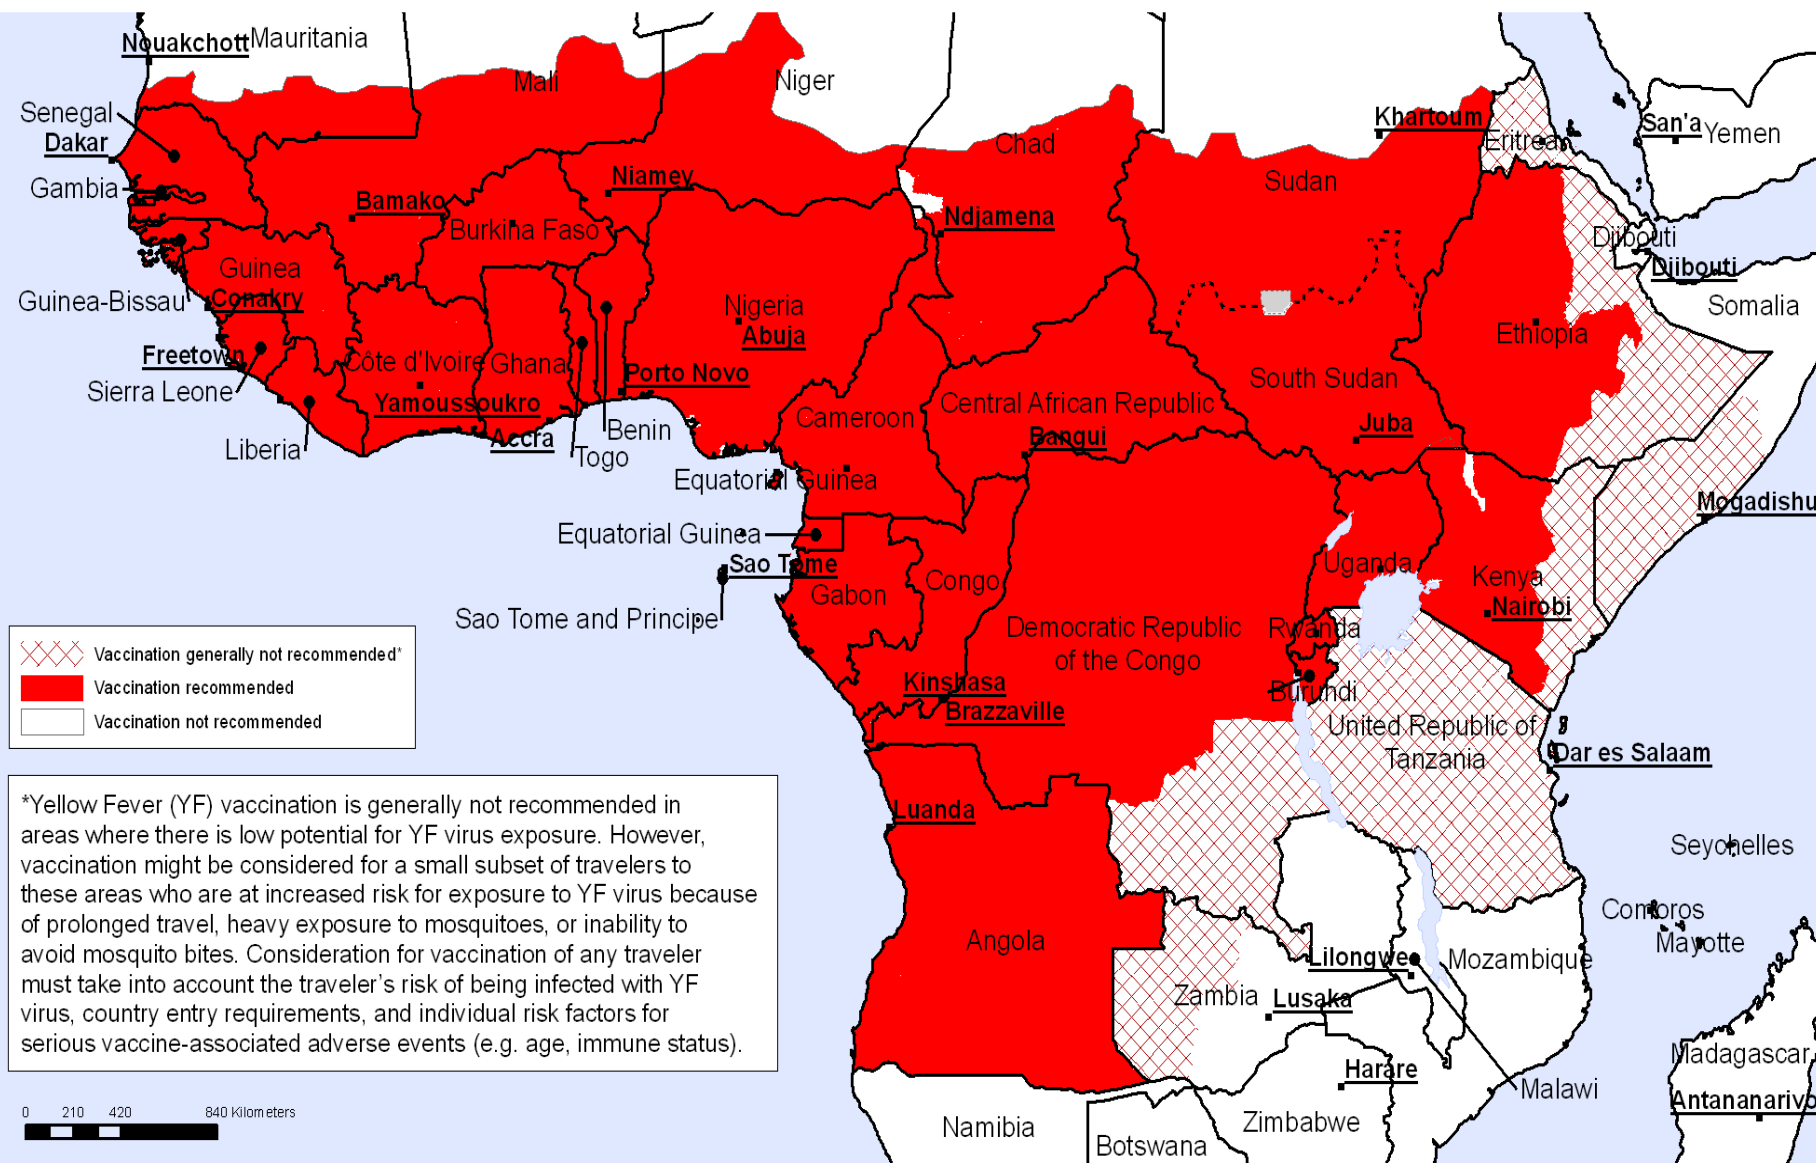 Nouakchott
Mauritania
Mali
Niger
Senegal
Dakar
Gambia
Bamako
Niamey
Burkina Faso
Chad
Ndjamena
Khartoum
Eritrea
San'a
Yemen
Sudan
Djibouti
Djibouti
Somalia
Guinea
Conakry
Guinea-Bissau
Nigeria
Abuja
Ethiopia
Freetown
Sierra Leone
Côte d'Ivoire
Ghana
Porto Novo
Yamoussoukro
Accra
Liberia
Benin
Togo
Cameroon
Central African Republic
Bangui
South Sudan
Juba
Equatorial Guinea
Equatorial Guinea
Mogadishu
Sao Tome
Sao Tome and Principe
Gabon
Congo
Uganda
Kenya
Nairobi
Democratic Republic
of the Congo
Rwanda
Burundi
Kinshasa
Brazzaville
United Republic of
Tanzania
Dar es Salaam
Luanda
Angola
Seychelles
Comoros
Mayotte
Lilongwe
Mozambique
Zambia
Lusaka
Harare
Malawi
Madagascar
Antananarivo
Namibia
Botswana
Zimbabwe
Vaccination generally not recommended*
Vaccination recommended
Vaccination not recommended
*Yellow Fever (YF) vaccination is generally not recommended in
areas where there is low potential for YF virus exposure. However,
vaccination might be considered for a small subset of travelers to
these areas who are at increased risk for exposure to YF virus because
of prolonged travel, heavy exposure to mosquitoes, or inability to
avoid mosquito bites. Consideration for vaccination of any traveler
must take into account the traveler's risk of being infected with YF
virus, country entry requirements, and individual risk factors for
serious vaccine-associated adverse events (e.g. age, immune status).
0 210 420 840 Kilometers